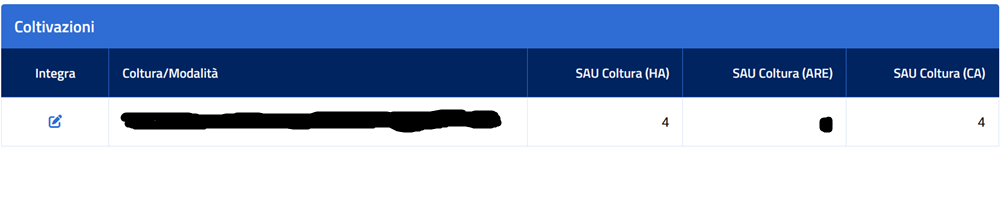 Coltivazioni
Integra Coltura/Modalità SAU Coltura (HA) SAU Coltura (ARE) SAU Coltura (CA)
4 4